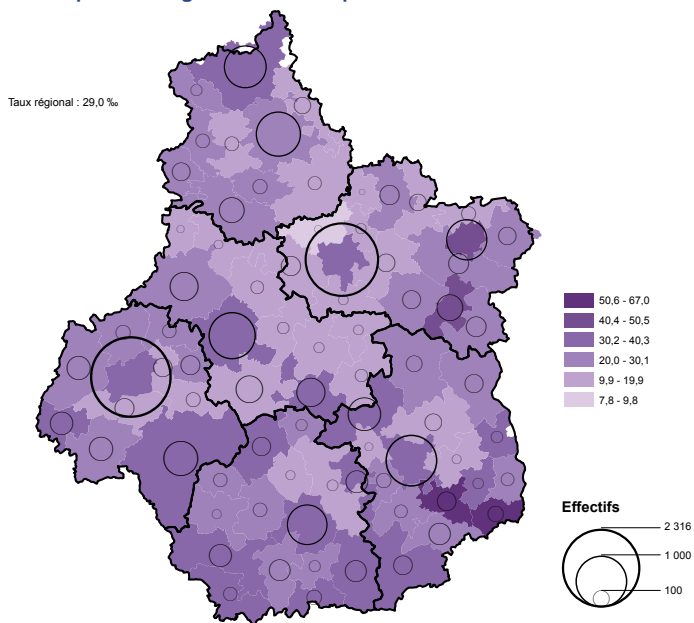 Taux régional : 29,0 ‰
50,6 - 67,0
40,4 - 50,5
30,2 - 40,3
20,0 - 30,1
9,9 - 19,9
7,8 - 9,8
Effectifs
2 316
1 000
100